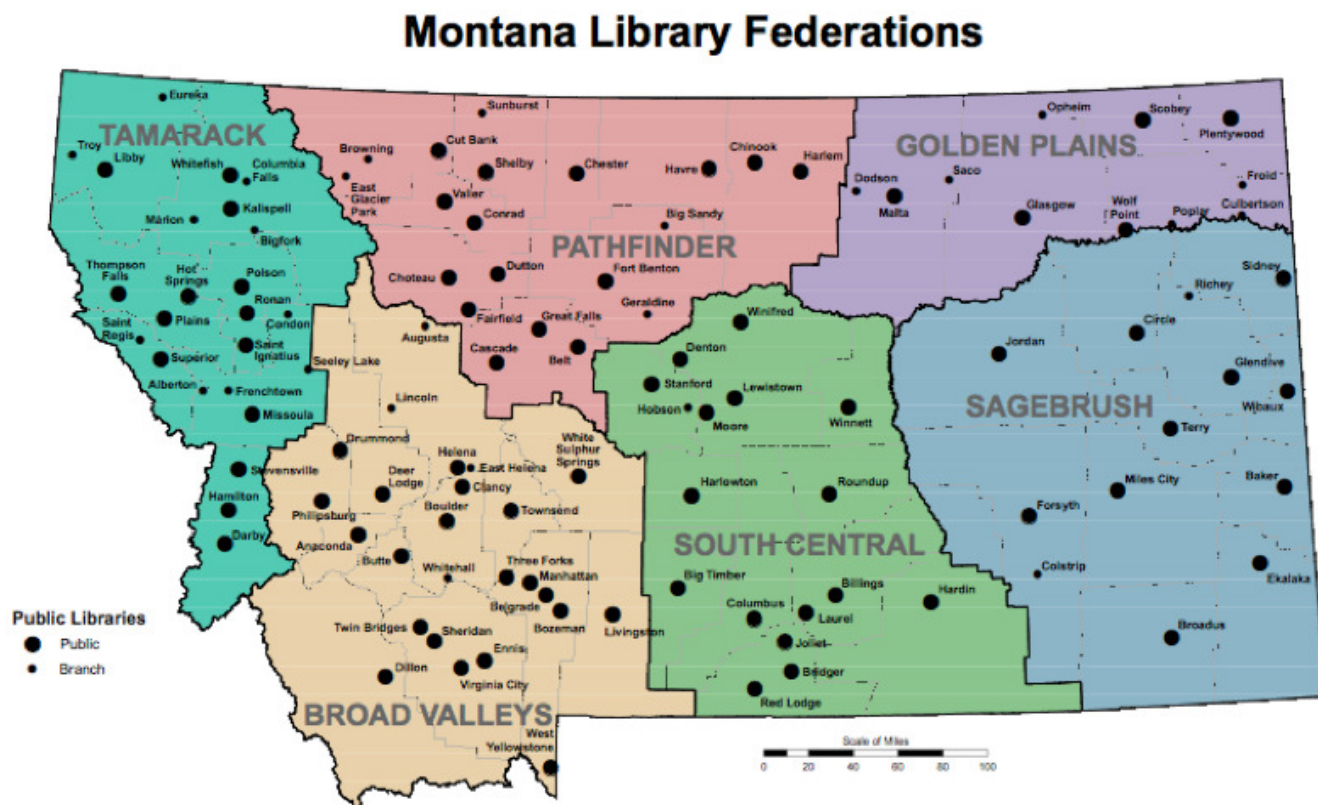 Montana Library Federations
Eureka
TAMARACK
Troy
Libby
Whitefish
Columbia
Falls
Kalispell
Marion
Bigfork
Thompson
Falls
Hot
Springs
Polson
Ronan
Plains
Condon
Saint
Regis
Saint
Ignatius
Superior
Seeley Lake
Alberton
Frenchtown
Missoula
Stevensville
Hamilton
Darby
Sunburst
Cut Bank
Browning
Shelby
Chester
Havre
Chinook
Harlem
East
Glacier
Park
Valier
Conrad
Big Sandy
PATHFINDER
Choteau
Dutton
Fort Benton
Fairfield
Great Falls
Geraldine
Cascade
Belt
Opheim
Scobey
Plentywood
GOLDEN PLAINS
Dodson
Saco
Malta
Froid
Glasgow
Wolf
Point
Poplar
Culbertson
Augusta
Lincoln
Drummond
Helena
East Helena
White
Sulphur
Springs
Deer
Lodge
Clancy
Philipsburg
Boulder
Townsend
Anaconda
Butte
Whitehall
Three Forks
Manhattan
Belgrade
Bozeman
Livingston
Twin Bridges
Sheridan
Ennis
Dillon
Virginia City
BROAD VALLEYS
West
Yellowstone
Winifred
Denton
Stanford
Lewistown
Hobson
Moore
Winnett
Harlowton
Roundup
SOUTH CENTRAL
Big Timber
Billings
Hardin
Columbus
Laurel
Joliet
Bridger
Red Lodge
Sidney
Richey
Circle
Jordan
Glendive
Wibaux
SAGEBRUSH
Terry
Miles City
Baker
Forsyth
Colstrip
Ekalaka
Broadus
Public Libraries
Public
Branch
Scale of Miles
0 10 20 40 60 80 100